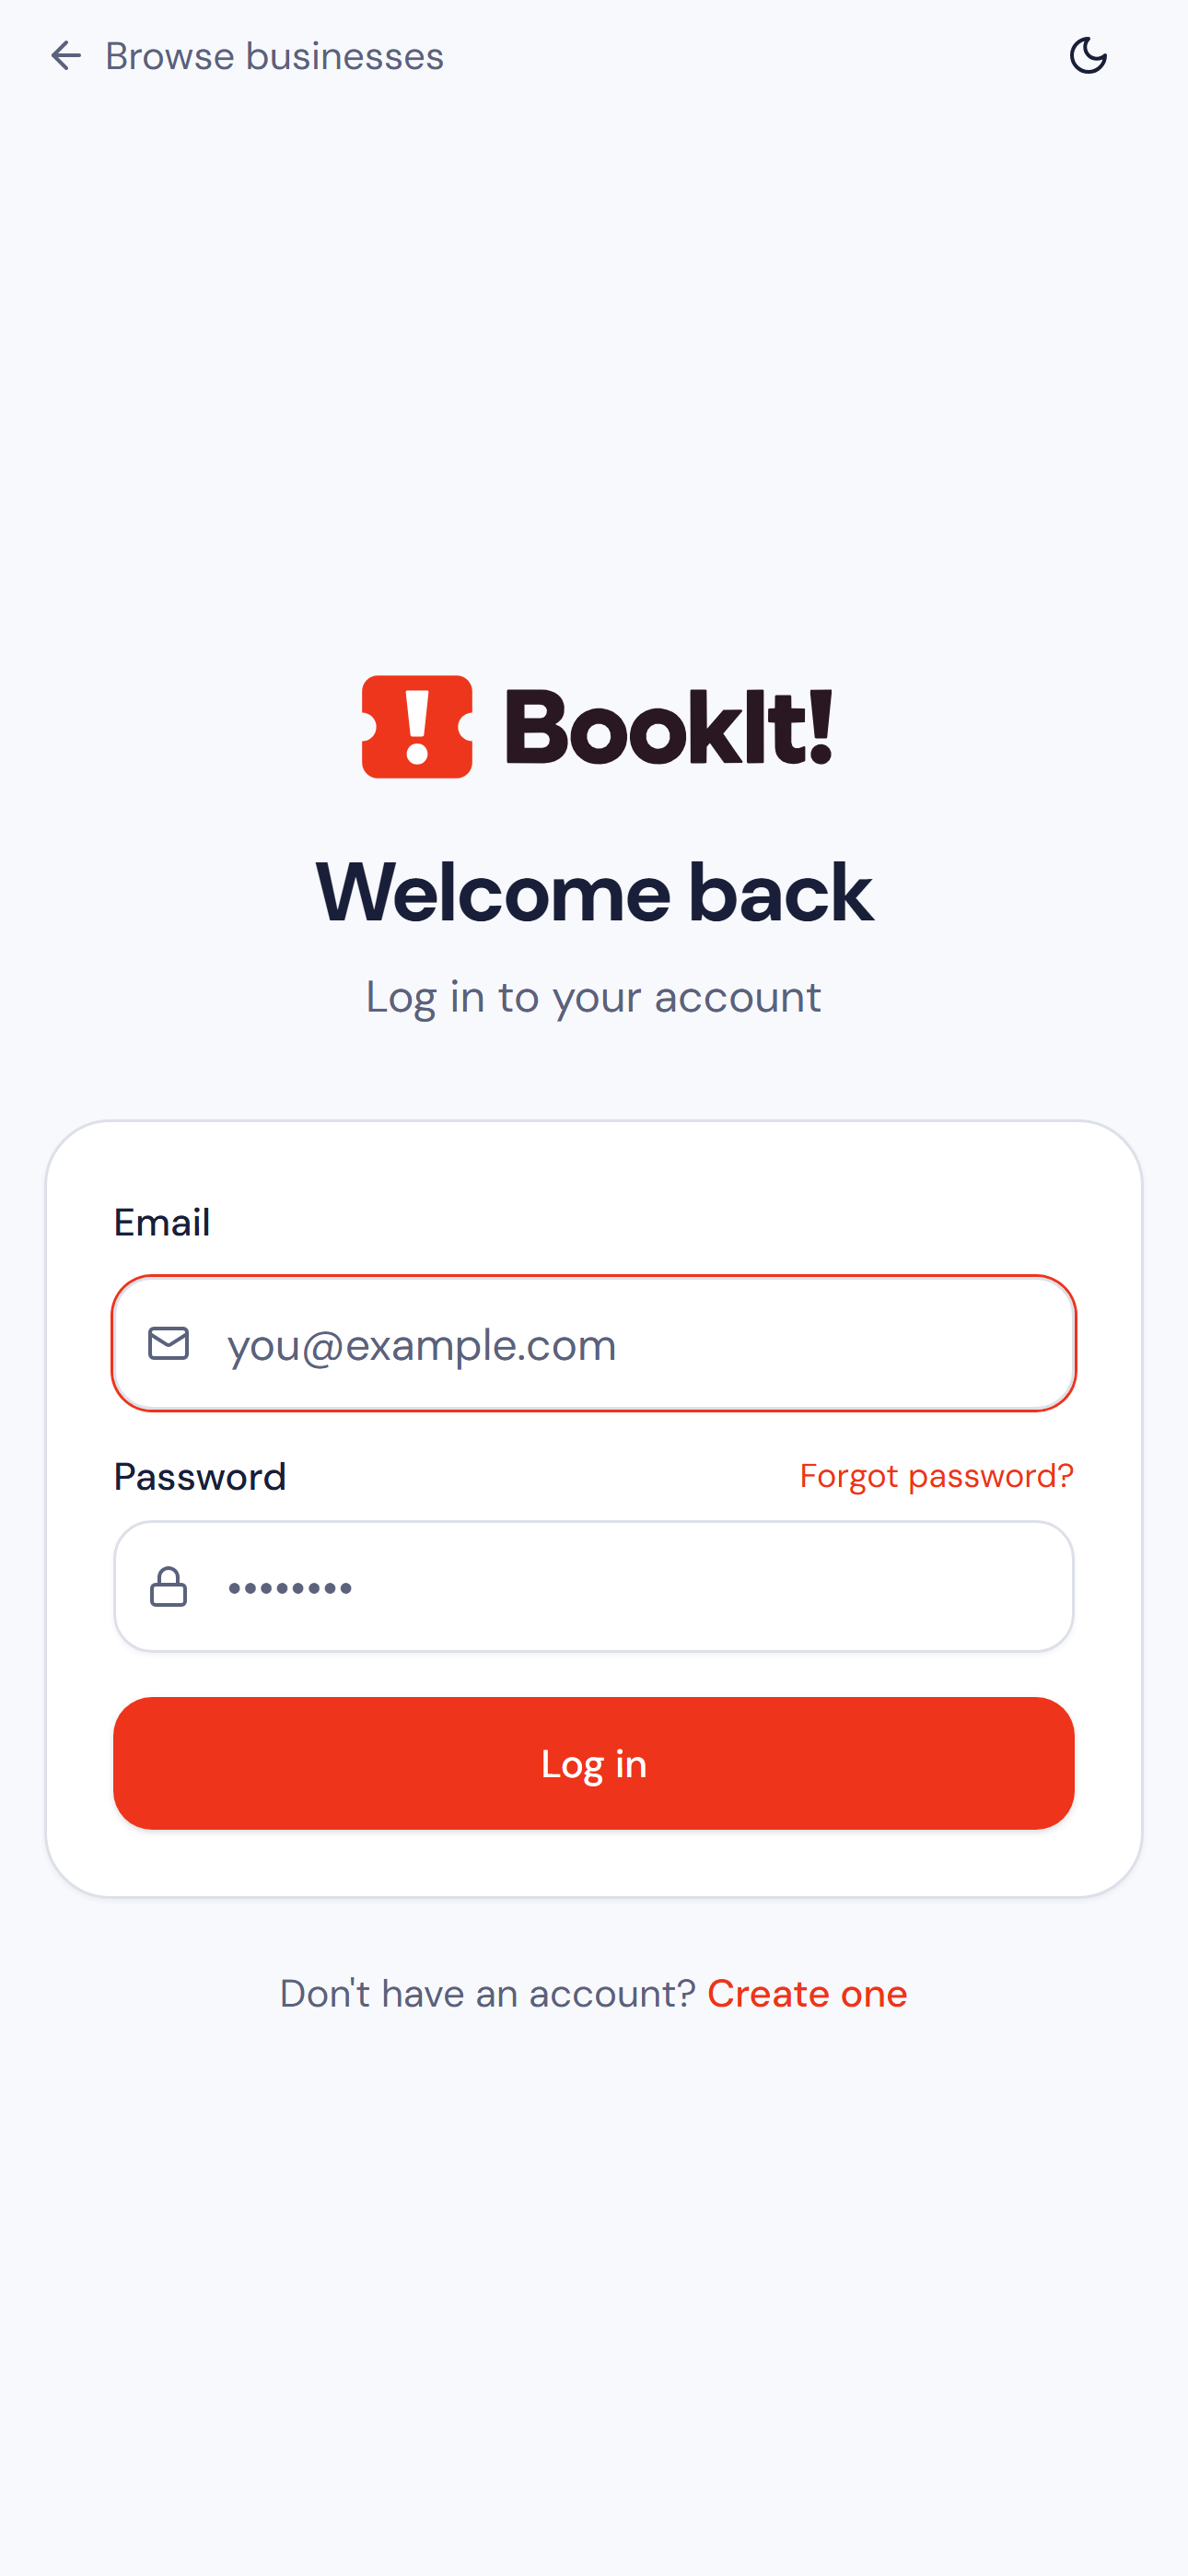 Browse businesses
! BookIt!
Welcome back
Log in to your account
Email
you@example.com
Password Forgot password?
••••••••
Log in
Don't have an account? Create one